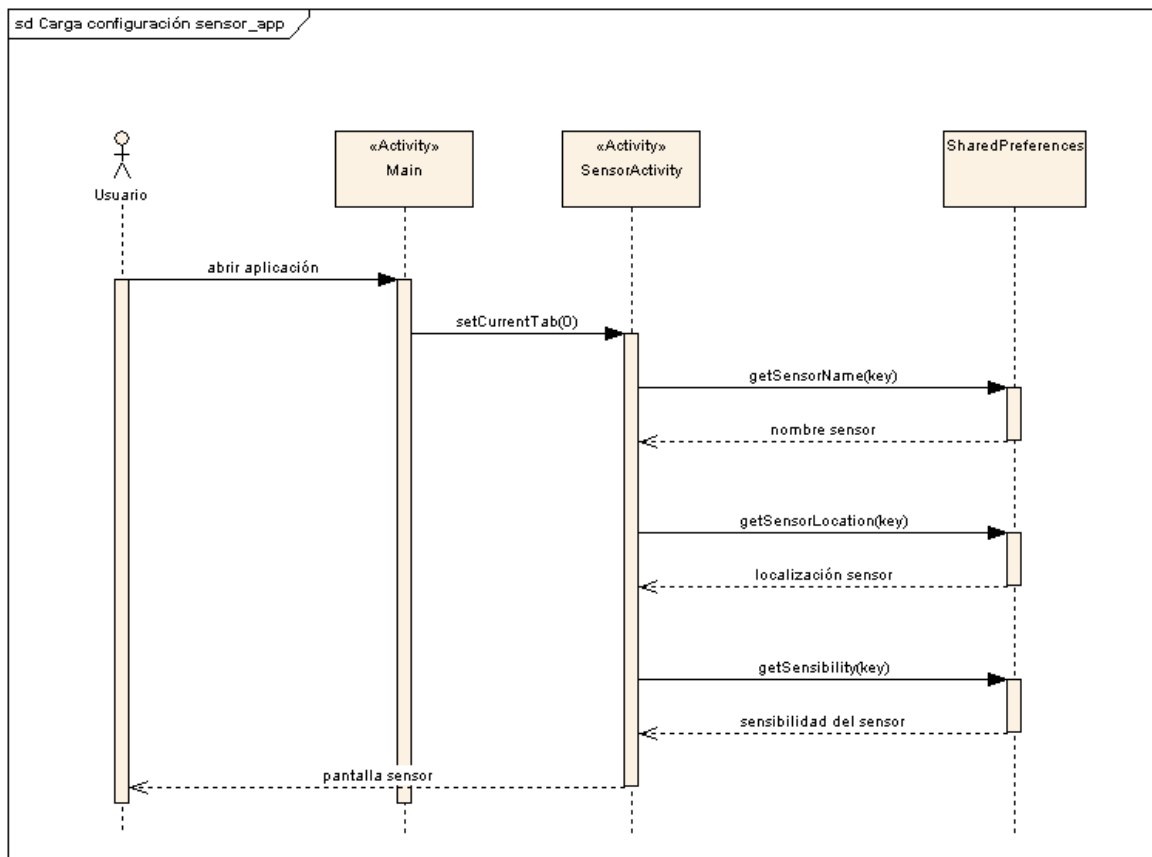 sd Carga configuración sensor_app
Usuario
«Activity»
Main
«Activity»
SensorActivity
SharedPreferences
abrir aplicación
setCurrentTab(0)
getSensorName(key)
nombre sensor
getSensorLocation(key)
localización sensor
getSensibility(key)
sensibilidad del sensor
pantalla sensor